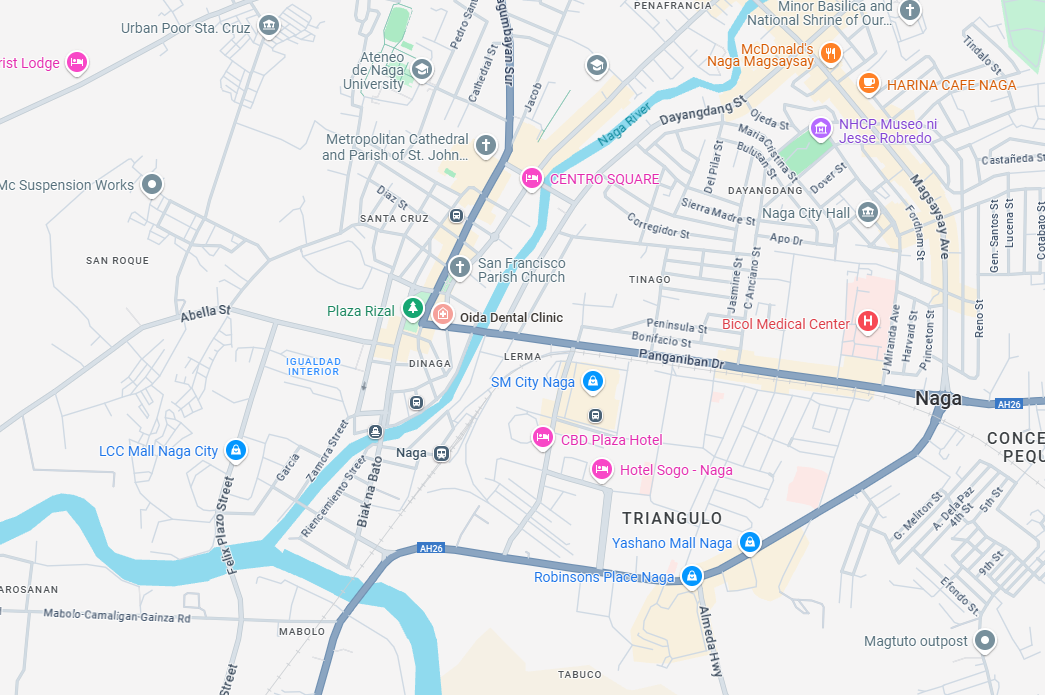 PENAFRANCIA
Minor Basilica and
National Shrine of Our...
Urban Poor Sta. Cruz
Pedro San
agumbayan Sur
Cathedral St
Jacob
rist Lodge
Ateneo
de Naga
University
McDonald's
Naga Magsaysay
Tindalo St
HARINA CAFE NAGA
Naga River
Dayangdang St
Ojeda St
NHCP Museo ni
Jesse Robredo
Metropolitan Cathedral
and Parish of St. John...
Maria Cristina St
Bulusan St
Del Pilar St
Castañeda St
Mc Suspension Works
CENTRO SQUARE
Dover St
DAYANGDANG
Diaz St
SANTA CRUZ
Sierra Madre St
Corregidor St
Naga City Hall
Magsaysay Ave
Fordham St
Gen. Santos St
Lucena St
Cotabato St
Apo Dr
SAN ROQUE
San Francisco
Parish Church
TINAGO
Jasmine St
C Anciano St
Abella St
Plaza Rizal
Oida Dental Clinic
Peninsula St
Bonifacio St
Bicol Medical Center
J Miranda Ave
Harvard St
Princeton St
Reno St
IGUALDAD
INTERIOR
DINAGA
LERMA
Panganiban Dr
SM City Naga
Naga
AH26
LCC Mall Naga City
Garcia
Zamora Street
Riencemiento Street
Biak na Bato
Naga
CBD Plaza Hotel
Hotel Sogo - Naga
CONCE
PEQU
Felix Plazo Street
TRIANGULO
G. Meliton St
A. Dela Paz
4th St
5th St
9th St
AH26
Yashano Mall Naga
Robinsons Place Naga
AROSANAN
Mabolo-Camaligan-Gainza Rd
MABOLO
Almeda Hwy
Efondo St.
Magtuto outpost
Street
TABUCO